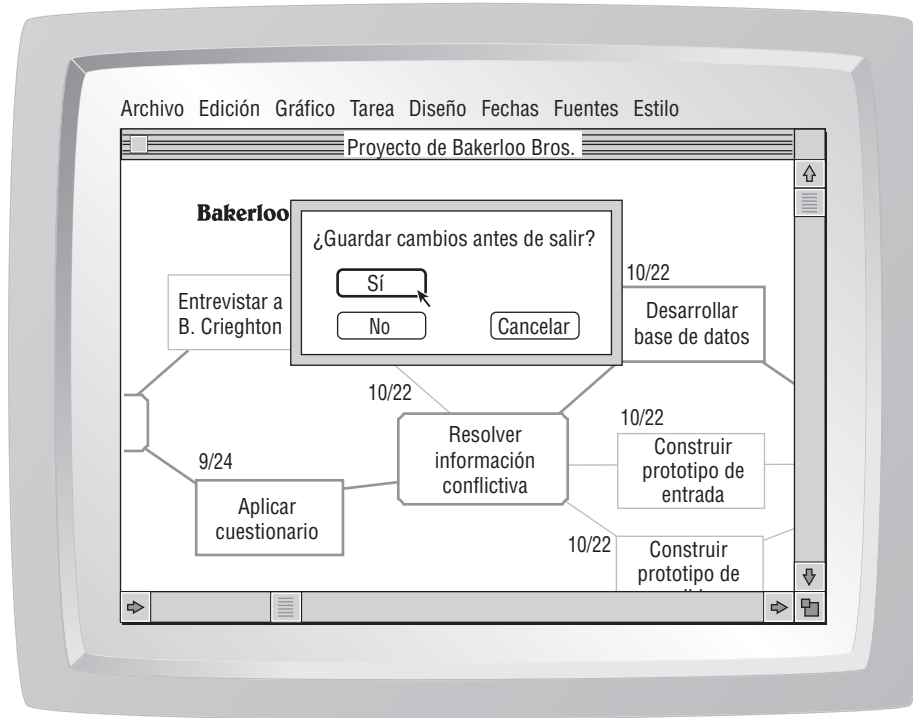 Archivo Edición Gráfico Tarea Diseño Fechas Fuentes Estilo
Proyecto de Bakerloo Bros.
Bakerloo
¿Guardar cambios antes de salir?
Sí
No
Cancelar
Entrevistar a
B. Crieghton
10/22
Desarrollar
base de datos
10/22
Resolver
información
conflictiva
10/22
Construir
prototipo de
entrada
9/24
Aplicar
cuestionario
10/22
Construir
prototipo de